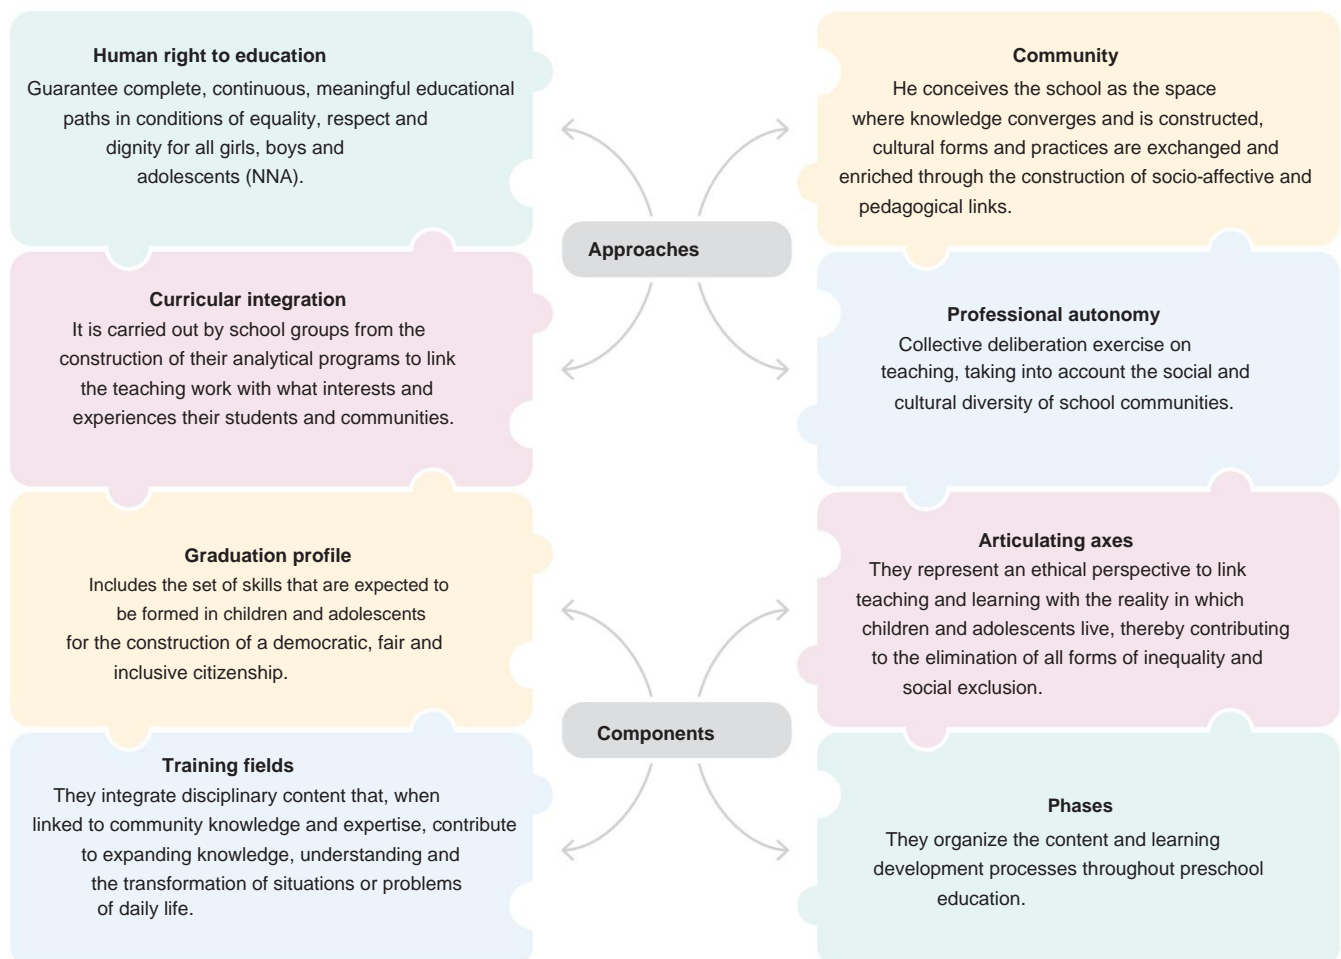 Human right to education
Guarantee complete, continuous, meaningful educational
paths in conditions of equality, respect and
dignity for all girls, boys and
adolescents (NNA).
Community
He conceives the school as the space
where knowledge converges and is constructed,
cultural forms and practices are exchanged and
enriched through the construction of socio-affective and
pedagogical links.
Approaches
Curricular integration
It is carried out by school groups from the
construction of their analytical programs to link
the teaching work with what interests and
experiences their students and communities.
Professional autonomy
Collective deliberation exercise on
teaching, taking into account the social and
cultural diversity of school communities.
Graduation profile
Includes the set of skills that are expected to
be formed in children and adolescents
for the construction of a democratic, fair and
inclusive citizenship.
Articulating axes
They represent an ethical perspective to link
teaching and learning with the reality in which
children and adolescents live, thereby contributing
to the elimination of all forms of inequality and
social exclusion.
Components
Training fields
They integrate disciplinary content that, when
linked to community knowledge and expertise, contribute
to expanding knowledge, understanding and
the transformation of situations or problems
of daily life.
Phases
They organize the content and learning
development processes throughout preschool
education.